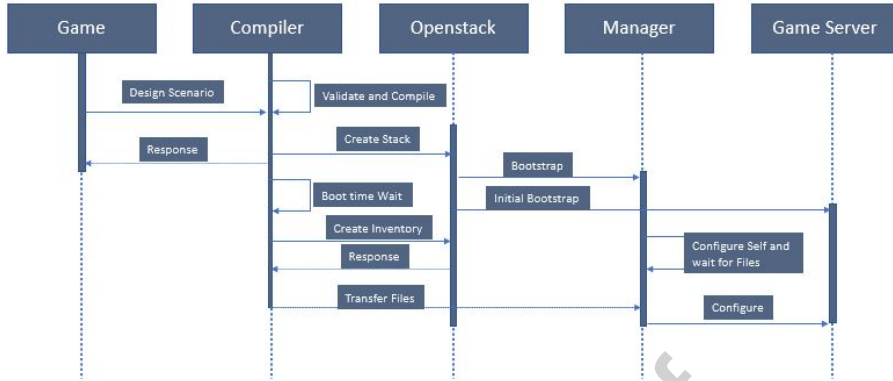 Game
Compiler
Openstack
Manager
Game Server
Design Scenario
Validate and Compile
Create Stack
Response
Bootstrap
Boot time Wait
Initial Bootstrap
Create Inventory
Configure Self and
wait for Files
Response
Transfer Files
Configure